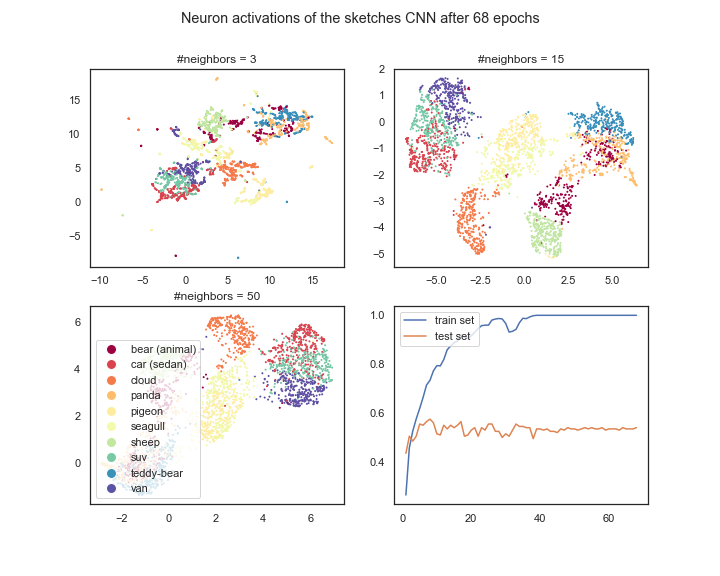 Neuron activations of the sketches CNN after 68 epochs
#neighbors = 3
#neighbors = 15
15
10
5
0
−5
−10
−5
0
5
10
15
2
1
0
−1
−2
−3
−4
−5
−5.0
−2.5
0.0
2.5
5.0
#neighbors = 50
6
4
2
0
−2
0
2
4
6
bear (animal)
car (sedan)
cloud
panda
pigeon
seagull
sheep
suv
teddy-bear
van
train set
test set
1.0
0.8
0.6
0.4
0
20
40
60